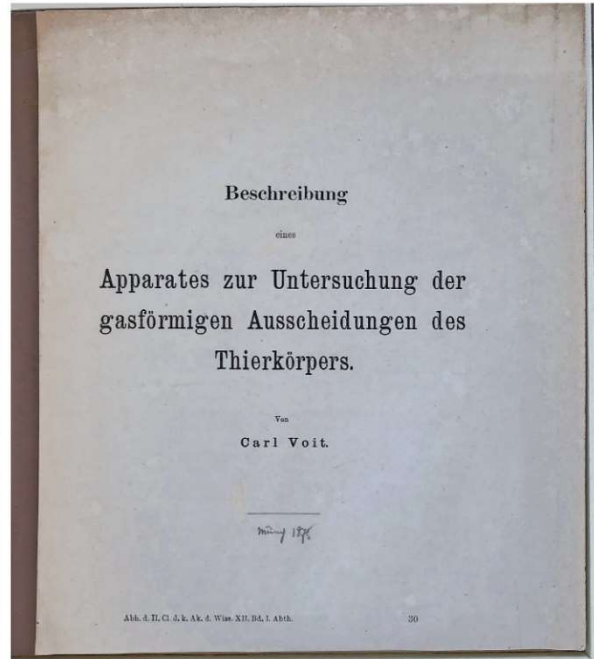 Beschreibung
eines
Apparates zur Untersuchung der
gasförmigen Ausscheidungen des
Thierkörpers.
Von
Carl Voit.
1876
Abh. d. II. Cl. d. k. Ak. d. Wiss. XII. Bd. I. Abth. 30